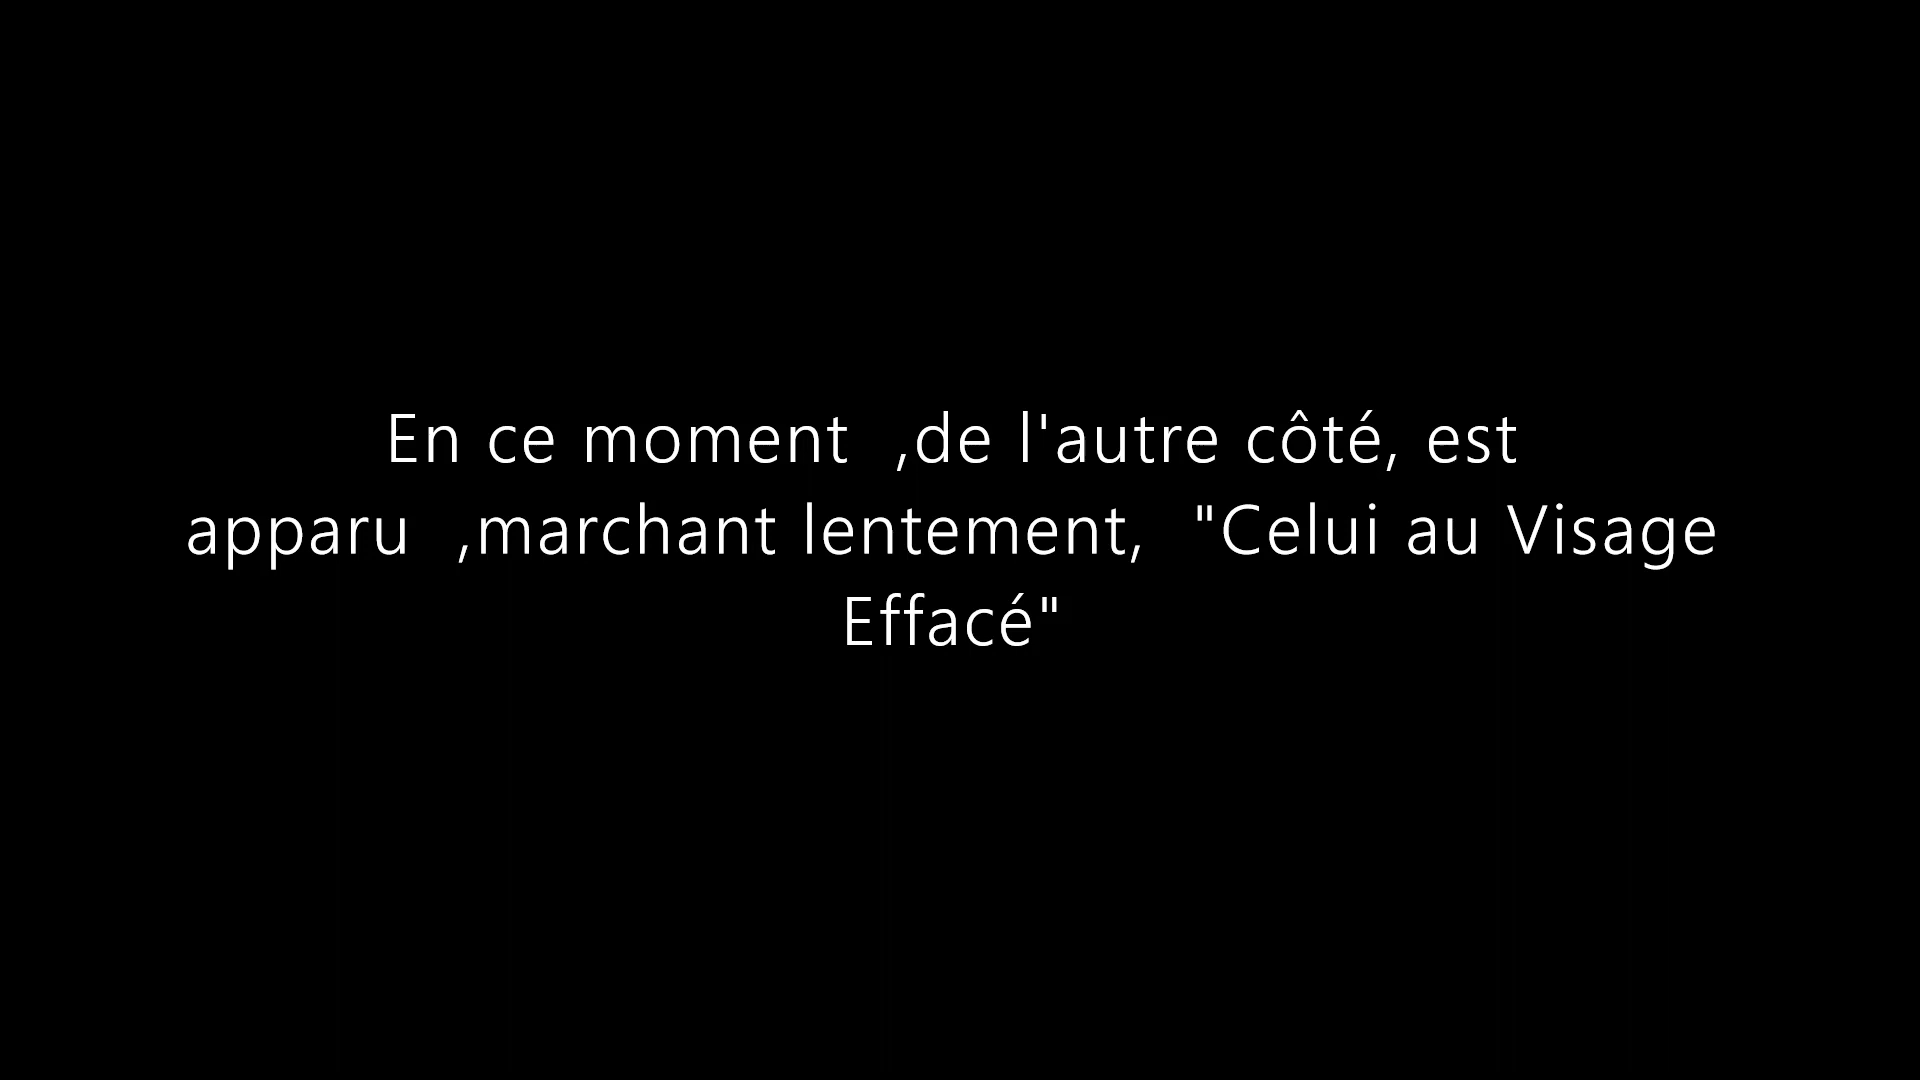 En ce moment  ,de l'autre côté, est
apparu  ,marchant lentement,  "Celui au Visage
Effacé"